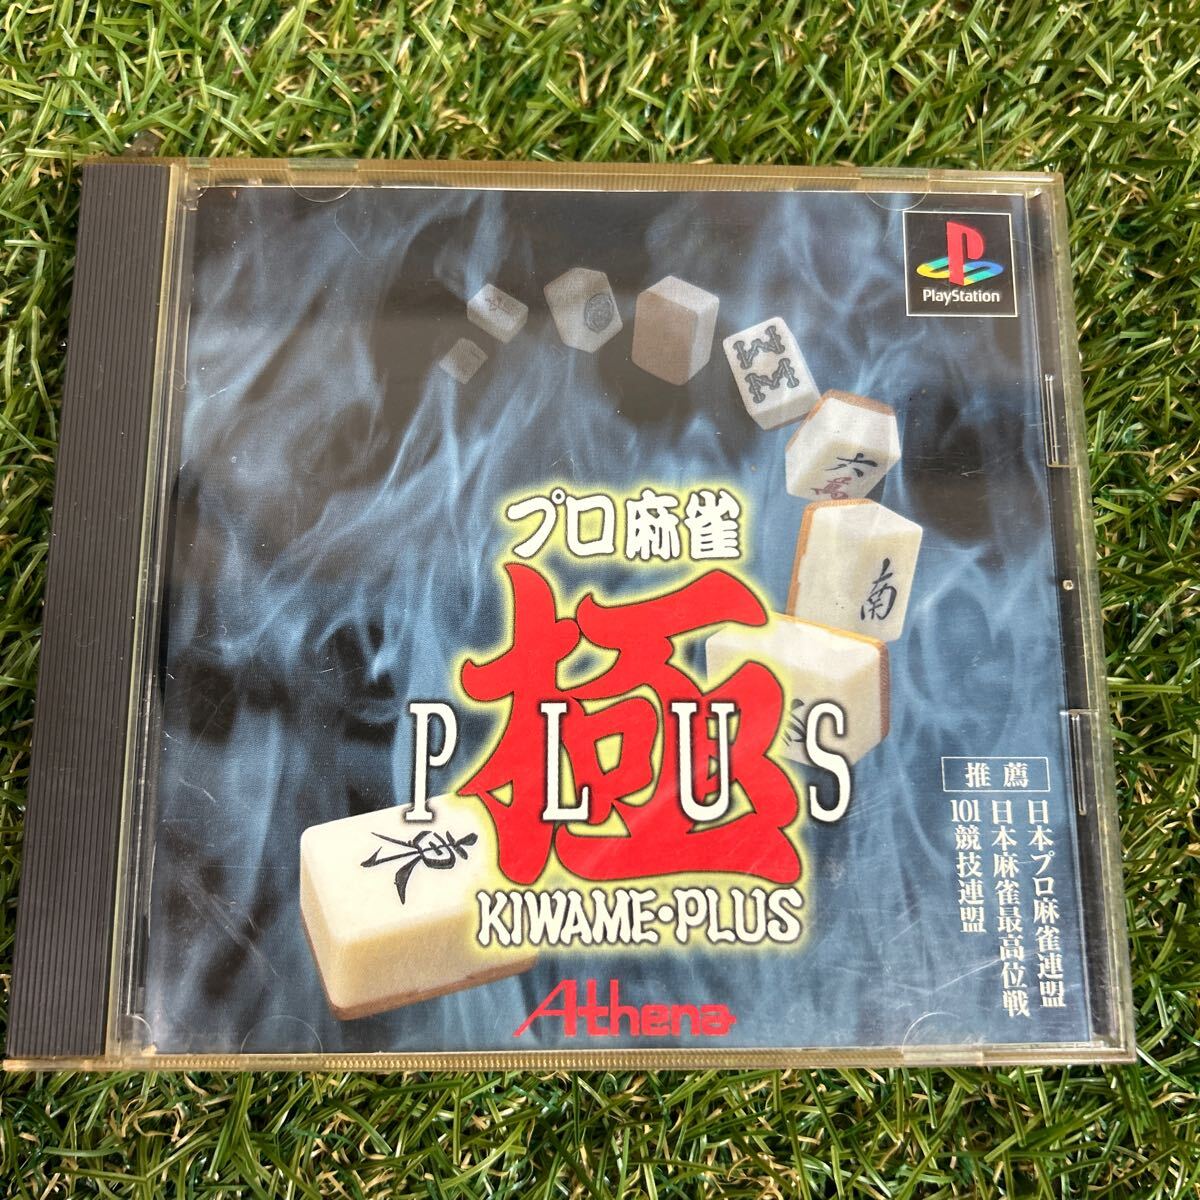 PlayStation
六
萬
南
プロ麻雀
極
PLUS
KIWAME•PLUS
東
Athena
推薦
日本プロ麻雀連盟
日本麻雀最高位戦
101競技連盟